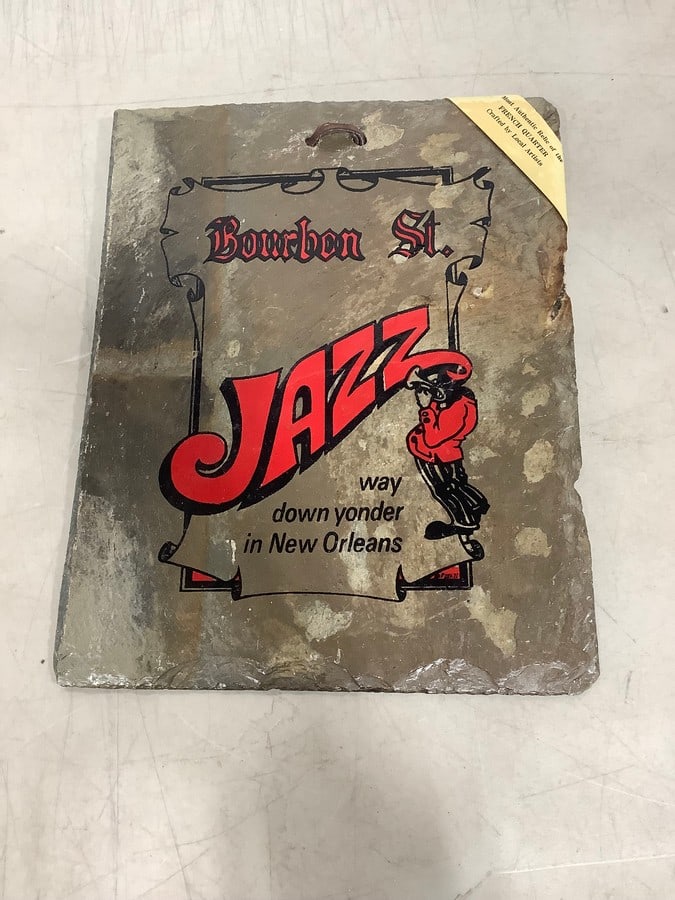 Most Authentic Relic of the
FRENCH QUARTER
Crafted by Local Artists
Bourbon St.
JAZZ
way
down yonder
in New Orleans